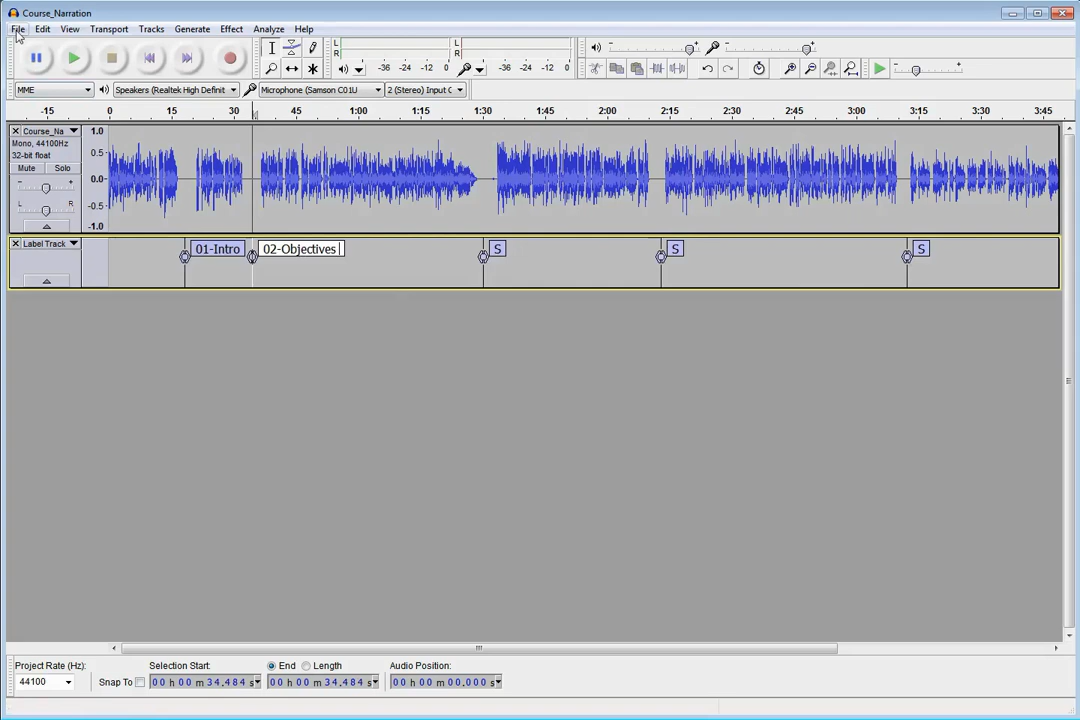 Course_Narration
File Edit View Transport Tracks Generate Effect Analyze Help
L R -36 -24 -12 0 L R -36 -24 -12 0
MME Speakers (Realtek High Definit Microphone (Samson C01U 2 (Stereo) Input C
-15 0 15 30 45 1:00 1:15 1:30 1:45 2:00 2:15 2:30 2:45 3:00 3:15 3:30 3:45
Course_Na
Mono, 44100Hz
32-bit float
Mute Solo
- +
L R
1.0
0.5
0.0
-0.5
-1.0
Label Track
01-Intro 02-Objectives S S S
Project Rate (Hz): Selection Start: End Length Audio Position:
44100 Snap To 00 h 00 m 34.484 s 00 h 00 m 34.484 s 00 h 00 m 00.000 s